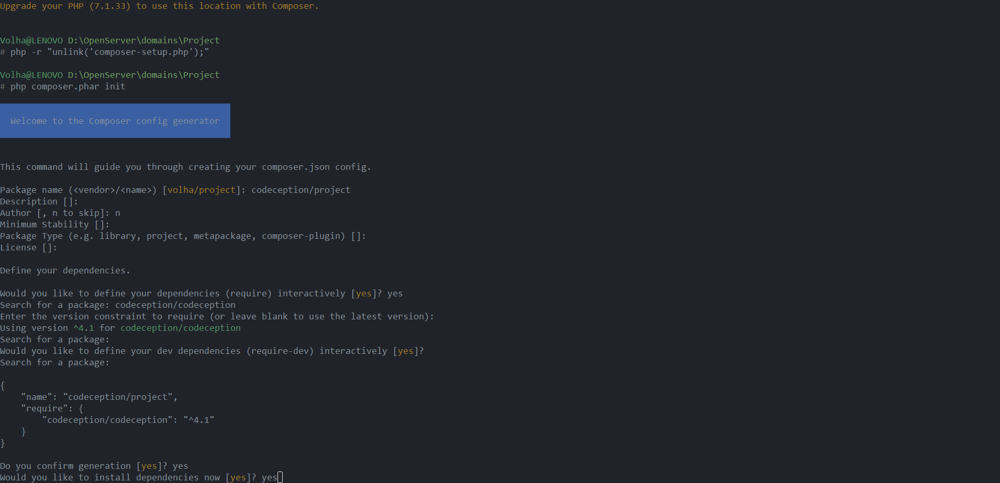 Upgrade your PHP (7.1.33) to use this location with Composer.
Volha@LENOVO D:\OpenServer\domains\Project
# php -r "unlink('composer-setup.php');"
Volha@LENOVO D:\OpenServer\domains\Project
# php composer.phar init
Welcome to the Composer config generator
This command will guide you through creating your composer.json config.
Package name (<vendor>/<name>) [volha/project]: codeception/project
Description []:
Author [, n to skip]: n
Minimum Stability []:
Package Type (e.g. library, project, metapackage, composer-plugin) []:
License []:
Define your dependencies.
Would you like to define your dependencies (require) interactively [yes]? yes
Search for a package: codeception/codeception
Enter the version constraint to require (or leave blank to use the latest version):
Using version ^4.1 for codeception/codeception
Search for a package:
Would you like to define your dev dependencies (require-dev) interactively [yes]?
Search for a package:
{
    "name": "codeception/project",
    "require": {
        "codeception/codeception": "^4.1"
    }
}
Do you confirm generation [yes]? yes
Would you like to install dependencies now [yes]? yes